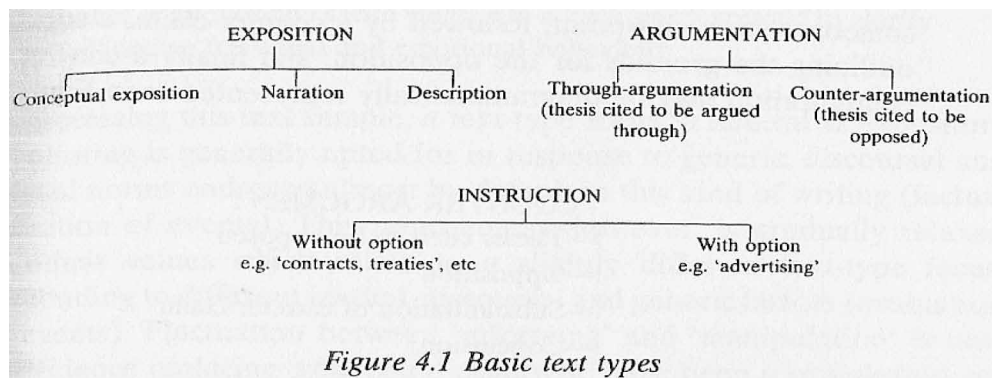 EXPOSITION
ARGUMENTATION
Conceptual exposition
Narration
Description
Through-argumentation
(thesis cited to be argued
through)
Counter-argumentation
(thesis cited to be
opposed)
INSTRUCTION
Without option
e.g. ‘contracts, treaties’, etc
With option
e.g. ‘advertising’
Figure 4.1 Basic text types